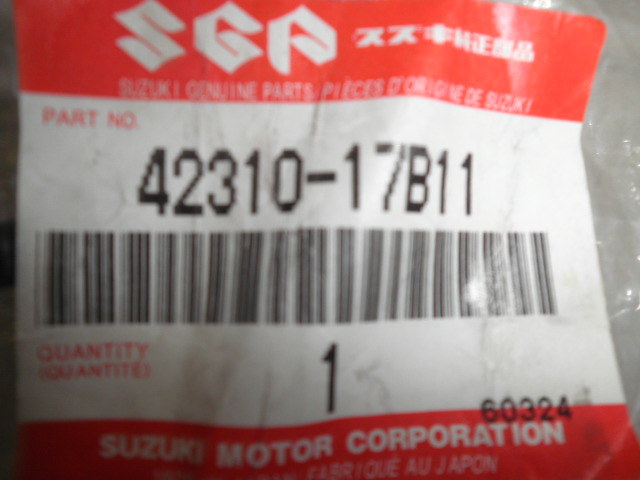 SGP スズキ純正部品
SUZUKI GENUINE PARTS/PIÈCES D'ORIGINE DE SUZUKI
PART NO.
42310-17B11
QUANTITY
(QUANTITÉ)
1
60324
SUZUKI MOTOR CORPORATION
FABRIQUÉ AU JAPON